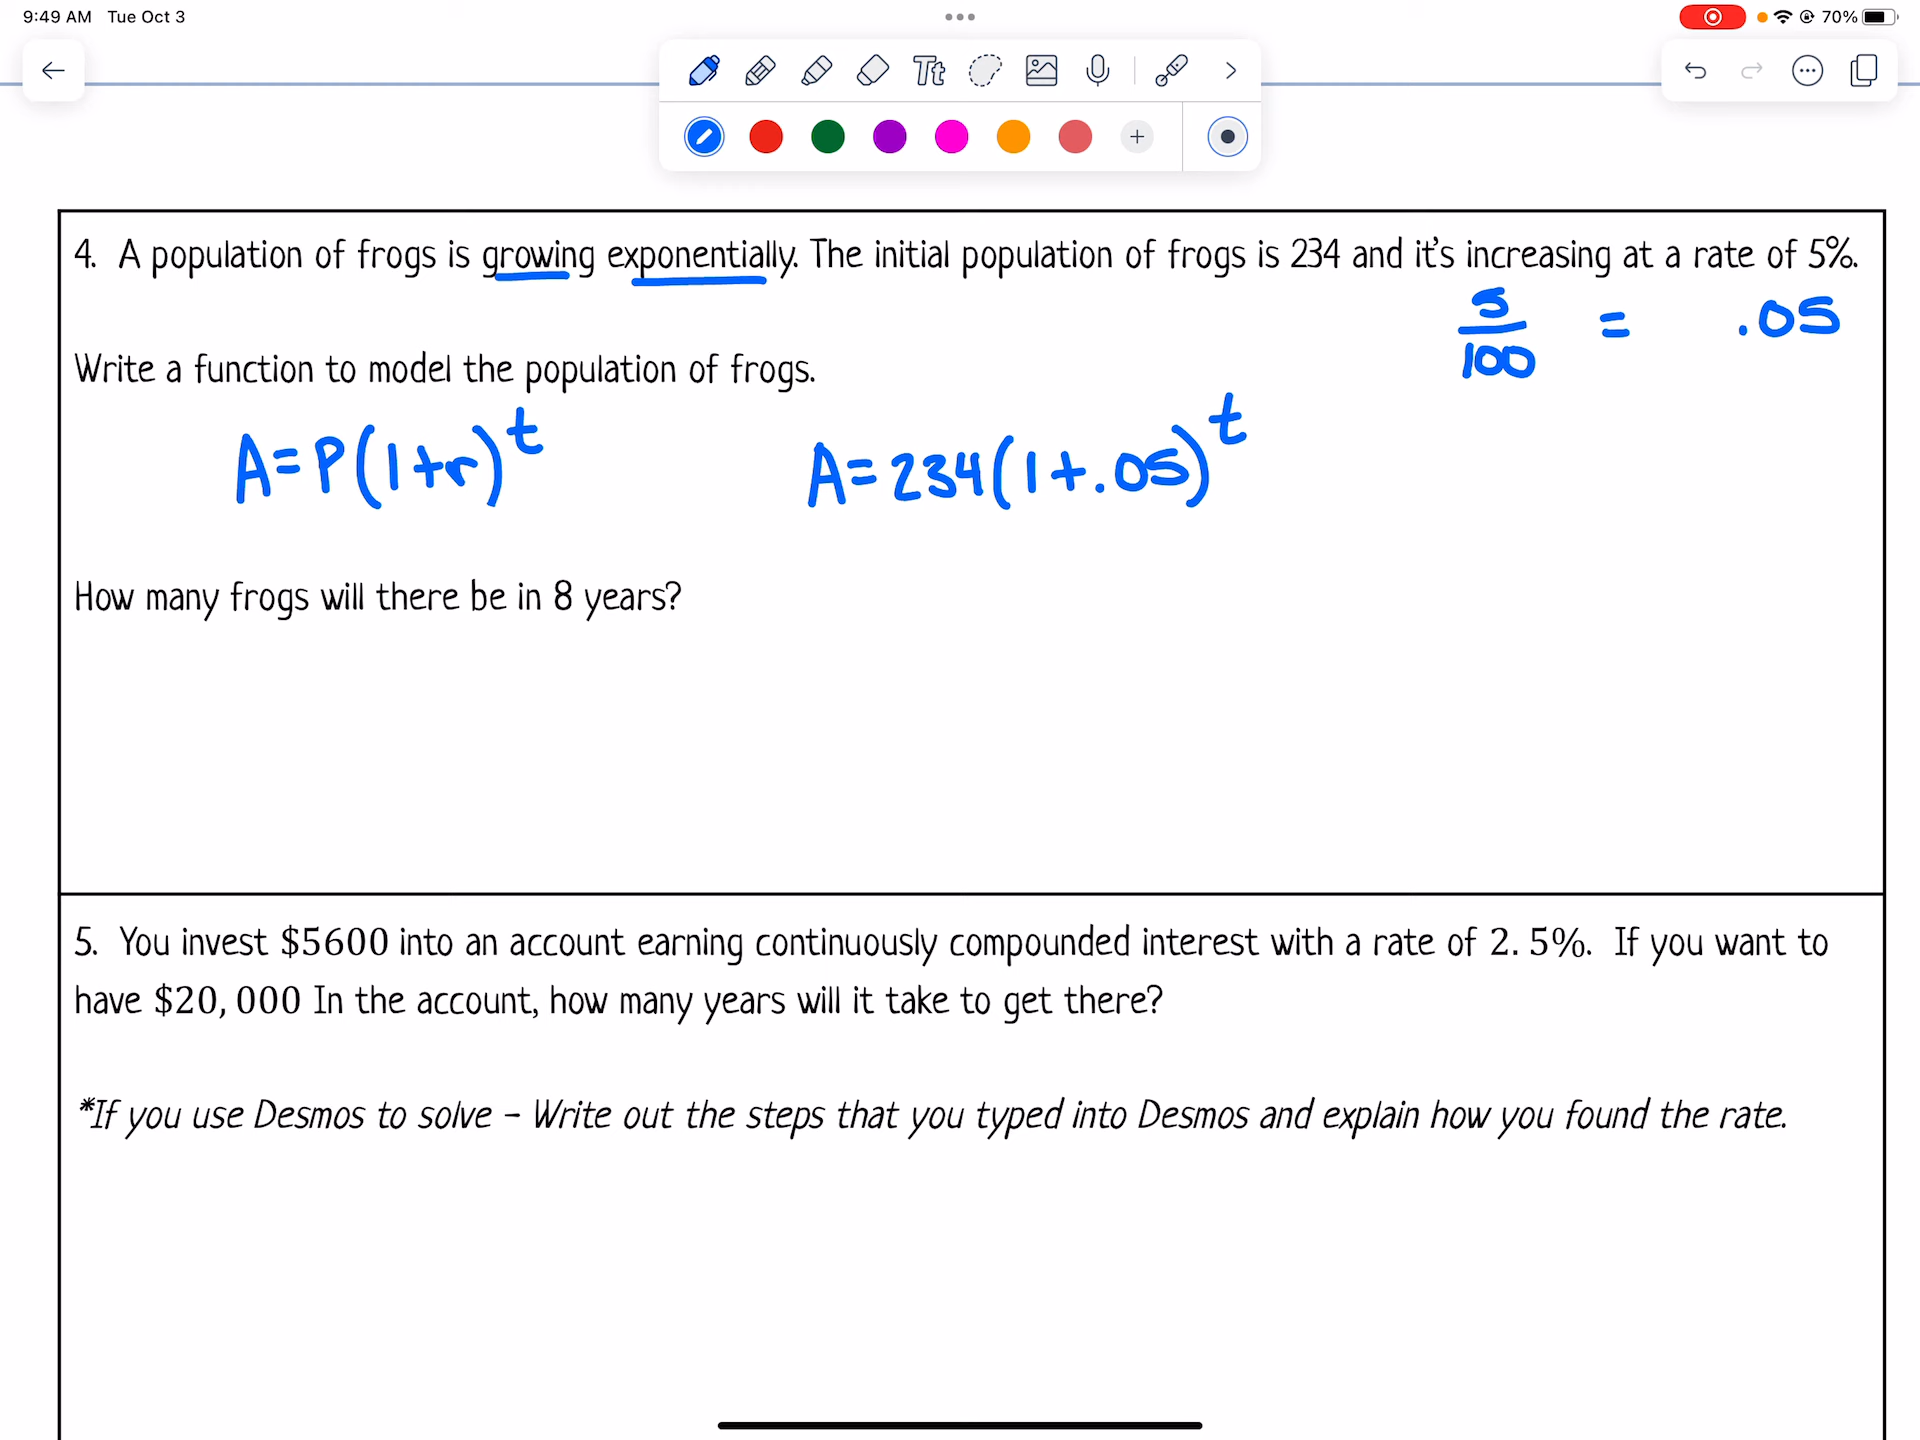 9:49 AM Tue Oct 3
70%
Tt
4. A population of frogs is growing exponentially. The initial population of frogs is 234 and it's increasing at a rate of 5%.
5/100 = .05
Write a function to model the population of frogs.
A=P(1+r)^t A=234(1+.05)^t
How many frogs will there be in 8 years?
5. You invest $5600 into an account earning continuously compounded interest with a rate of 2. 5%. If you want to
have $20, 000 In the account, how many years will it take to get there?
*If you use Desmos to solve – Write out the steps that you typed into Desmos and explain how you found the rate.